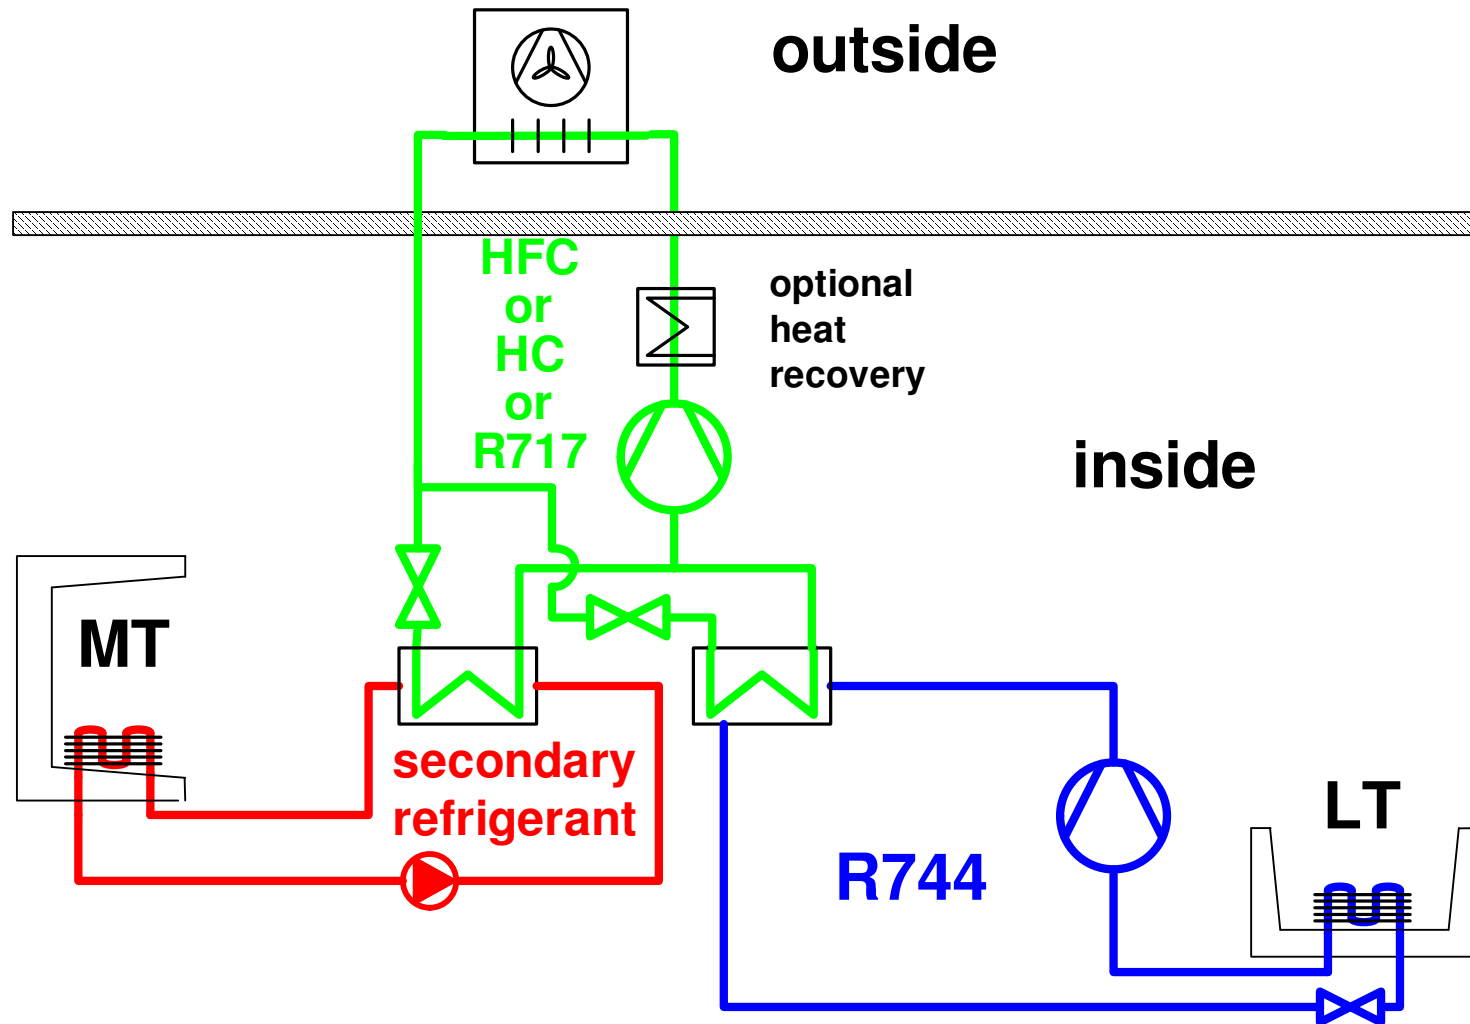 outside
HFC
or
HC
or
R717
optional
heat
recovery
inside
MT
secondary
refrigerant
LT
R744